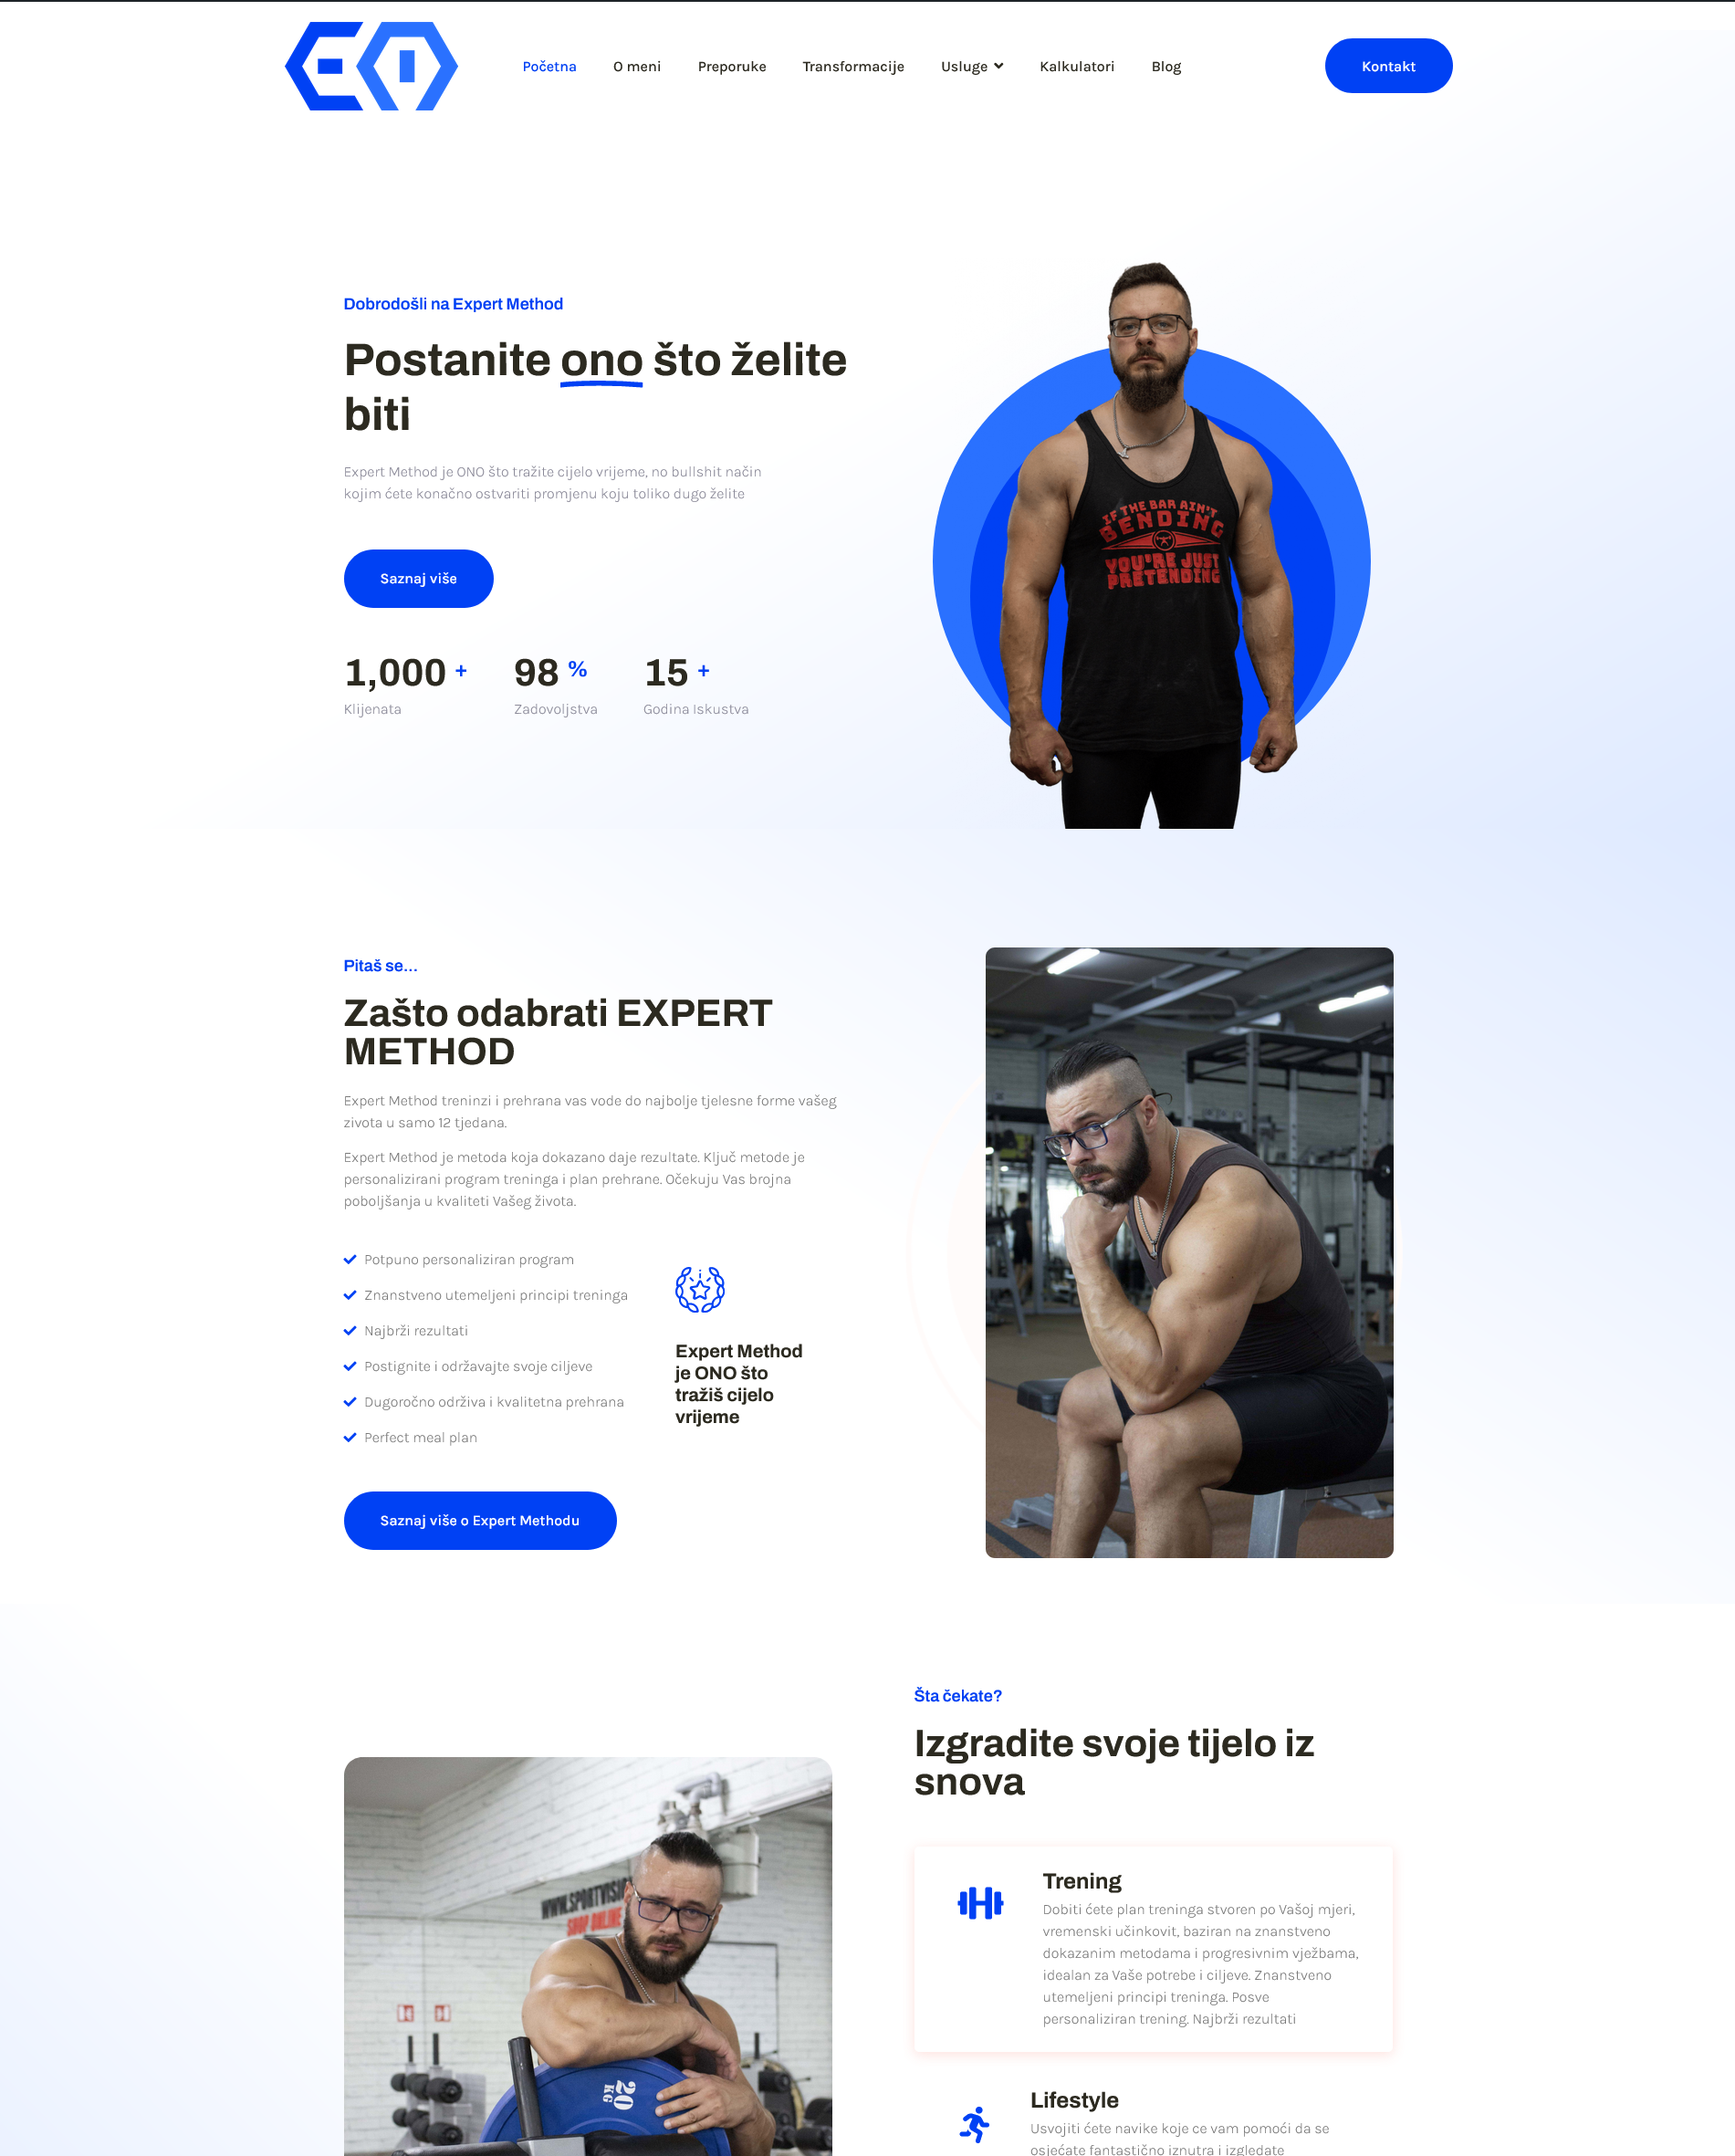 Početna
O meni
Preporuke
Transformacije
Usluge
Kalkulatori
Blog
Kontakt
Dobrodošli na Expert Method
Postanite ono što želite
biti
Expert Method je ONO što tražite cijelo vrijeme, no bullshit način
kojim ćete konačno ostvariti promjenu koju toliko dugo želite
Saznaj više
1,000 +
Klijenata
98 %
Zadovoljstva
15 +
Godina Iskustva
IF THE BAR AIN'T
BENDING
YOU'RE JUST
PRETENDING
Pitaš se...
Zašto odabrati EXPERT
METHOD
Expert Method treninzi i prehrana vas vode do najbolje tjelesne forme vašeg
zivota u samo 12 tjedana.
Expert Method je metoda koja dokazano daje rezultate. Ključ metode je
personalizirani program treninga i plan prehrane. Očekuju Vas brojna
poboljšanja u kvaliteti Vašeg života.
Potpuno personaliziran program
Znanstveno utemeljeni principi treninga
Najbrži rezultati
Postignite i održavajte svoje ciljeve
Dugoročno održiva i kvalitetna prehrana
Perfect meal plan
Expert Method
je ONO što
tražiš cijelo
vrijeme
Saznaj više o Expert Methodu
Šta čekate?
Izgradite svoje tijelo iz
snova
WWW.SPORTVISIO
SHOP ONLINE
20
KG
Trening
Dobiti ćete plan treninga stvoren po Vašoj mjeri,
vremenski učinkovit, baziran na znanstveno
dokazanim metodama i progresivnim vježbama,
idealan za Vaše potrebe i ciljeve. Znanstveno
utemeljeni principi treninga. Posve
personaliziran trening. Najbrži rezultati
Lifestyle
Usvojiti ćete navike koje ce vam pomoći da se
osjećate fantastično iznutra i izgledate